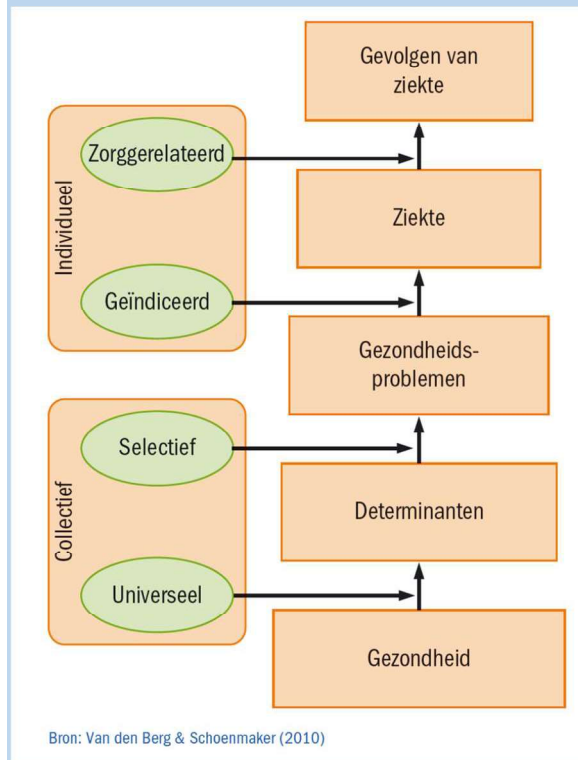 Gevolgen van
ziekte
Zorggerelateerd
Ziekte
Individueel
Geïndiceerd
Gezondheids-
problemen
Selectief
Determinanten
Collectief
Universeel
Gezondheid
Bron: Van den Berg & Schoenmaker (2010)